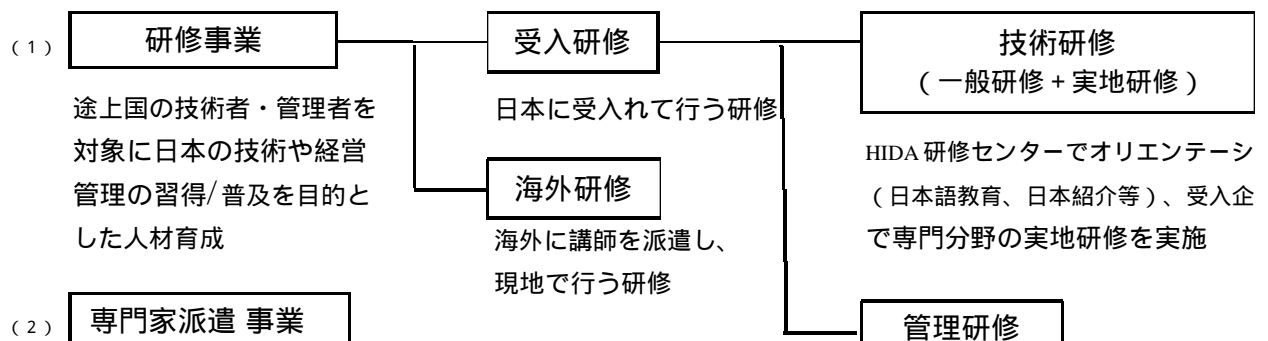 (1) 研修事業
途上国の技術者・管理者を
対象に日本の技術や経営
管理の習得/普及を目的と
した人材育成
受入研修
日本に受入れて行う研修
海外研修
海外に講師を派遣し、
現地で行う研修
技術研修
(一般研修+実地研修)
HIDA 研修センターでオリエンテーシ
(日本語教育、日本紹介等)、受入企
で専門分野の実地研修を実施
(2) 専門家派遣 事業
管理研修